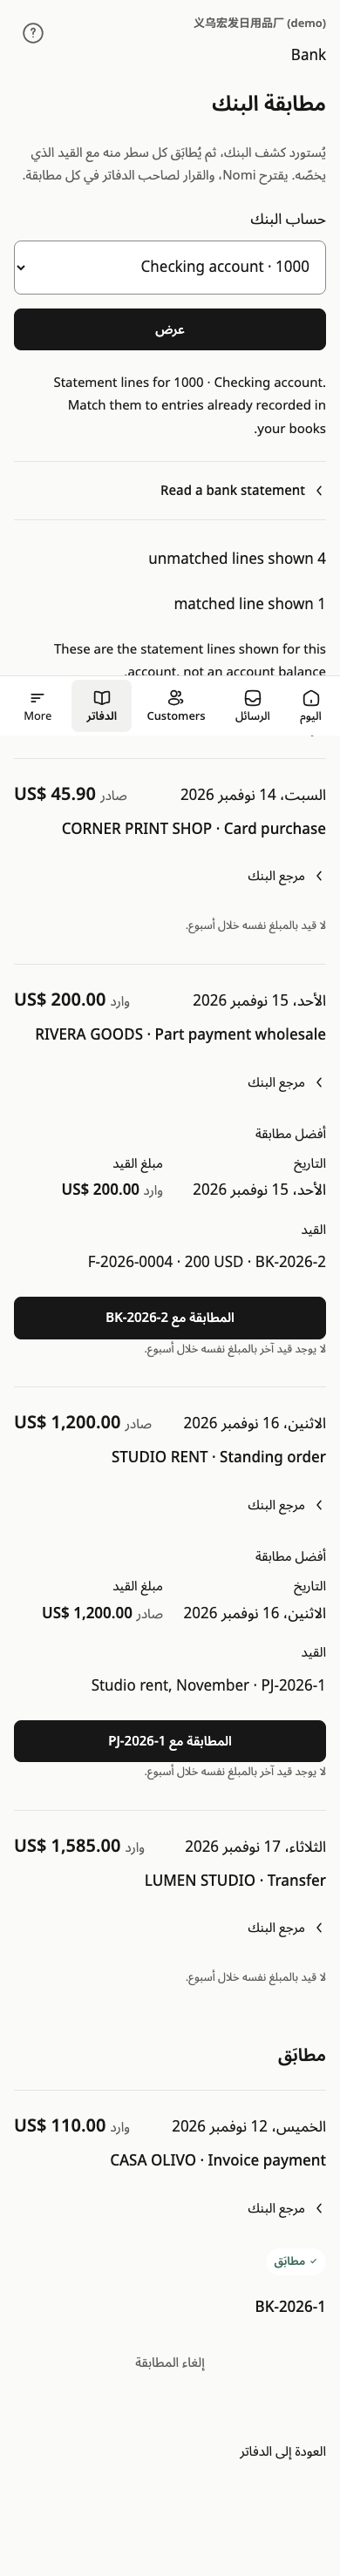 义乌宏发日用品厂 (demo)
Bank
مطابقة البنك
يُستورد كشف البنك، ثم يُطابَق كل سطر منه مع القيد الذي
يخصّه. يقترح Nomi، والقرار لصاحب الدفاتر في كل مطابقة.
حساب البنك
Checking account · 1000
عرض
Statement lines for 1000 · Checking account.
Match them to entries already recorded in
your books.
Read a bank statement
4 unmatched lines shown
1 matched line shown
These are the statement lines shown for this
account, not an account balance.
اليوم
الرسائل
Customers
الدفاتر
More
السبت، 14 نوفمبر 2026 صادر US$ 45.90
CORNER PRINT SHOP · Card purchase
مرجع البنك
لا قيد بالمبلغ نفسه خلال أسبوع.
الأحد، 15 نوفمبر 2026 وارد US$ 200.00
RIVERA GOODS · Part payment wholesale
مرجع البنك
أفضل مطابقة
التاريخ مبلغ القيد
الأحد، 15 نوفمبر 2026 وارد US$ 200.00
القيد
F-2026-0004 · 200 USD · BK-2026-2
المطابقة مع BK-2026-2
لا يوجد قيد آخر بالمبلغ نفسه خلال أسبوع.
الاثنين، 16 نوفمبر 2026 صادر US$ 1,200.00
STUDIO RENT · Standing order
مرجع البنك
أفضل مطابقة
التاريخ مبلغ القيد
الاثنين، 16 نوفمبر 2026 صادر US$ 1,200.00
القيد
Studio rent, November · PJ-2026-1
المطابقة مع PJ-2026-1
لا يوجد قيد آخر بالمبلغ نفسه خلال أسبوع.
الثلاثاء، 17 نوفمبر 2026 وارد US$ 1,585.00
LUMEN STUDIO · Transfer
مرجع البنك
لا قيد بالمبلغ نفسه خلال أسبوع.
مطابَق
الخميس، 12 نوفمبر 2026 وارد US$ 110.00
CASA OLIVO · Invoice payment
مرجع البنك
مطابَق
BK-2026-1
إلغاء المطابقة
العودة إلى الدفاتر